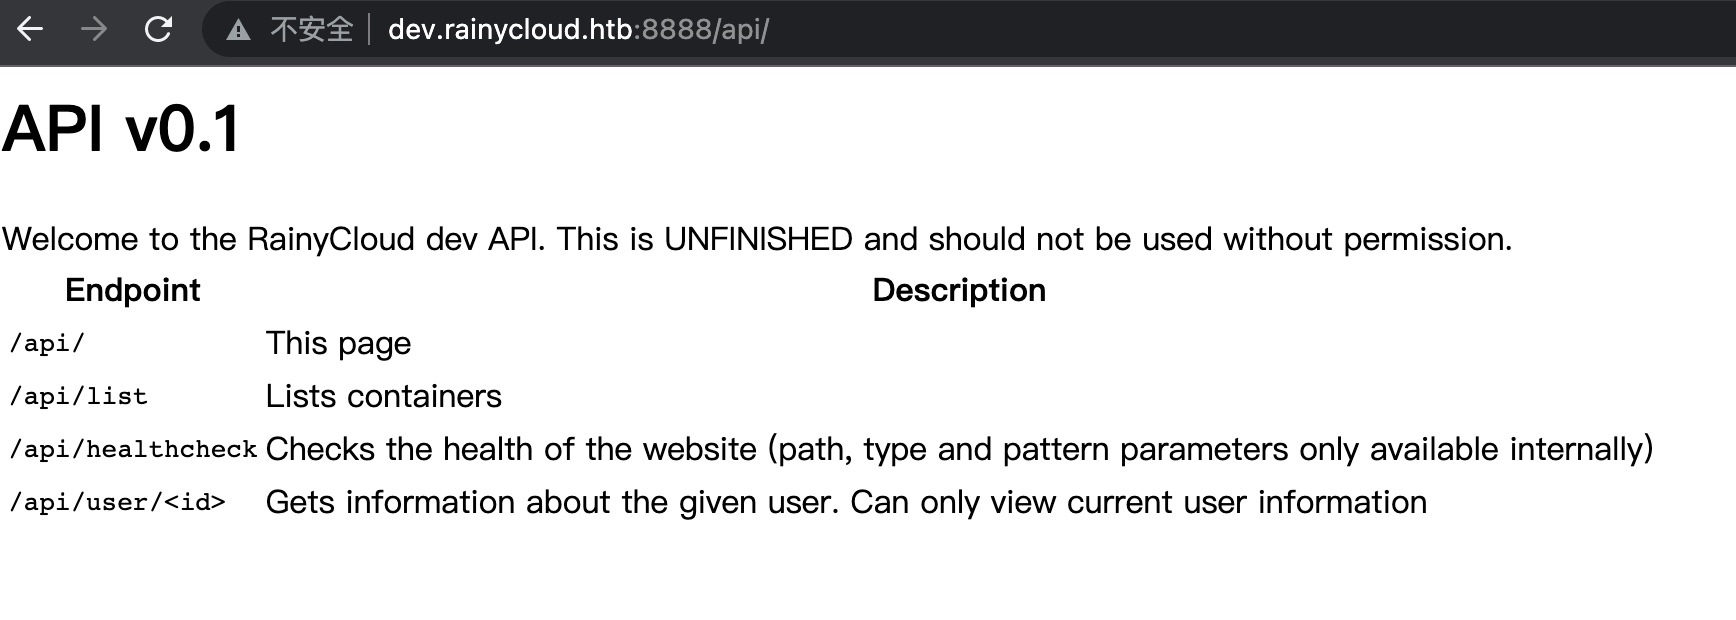 不安全 dev.rainycloud.htb:8888/api/
API v0.1
Welcome to the RainyCloud dev API. This is UNFINISHED and should not be used without permission.
Endpoint Description
/api/ This page
/api/list Lists containers
/api/healthcheck Checks the health of the website (path, type and pattern parameters only available internally)
/api/user/<id> Gets information about the given user. Can only view current user information